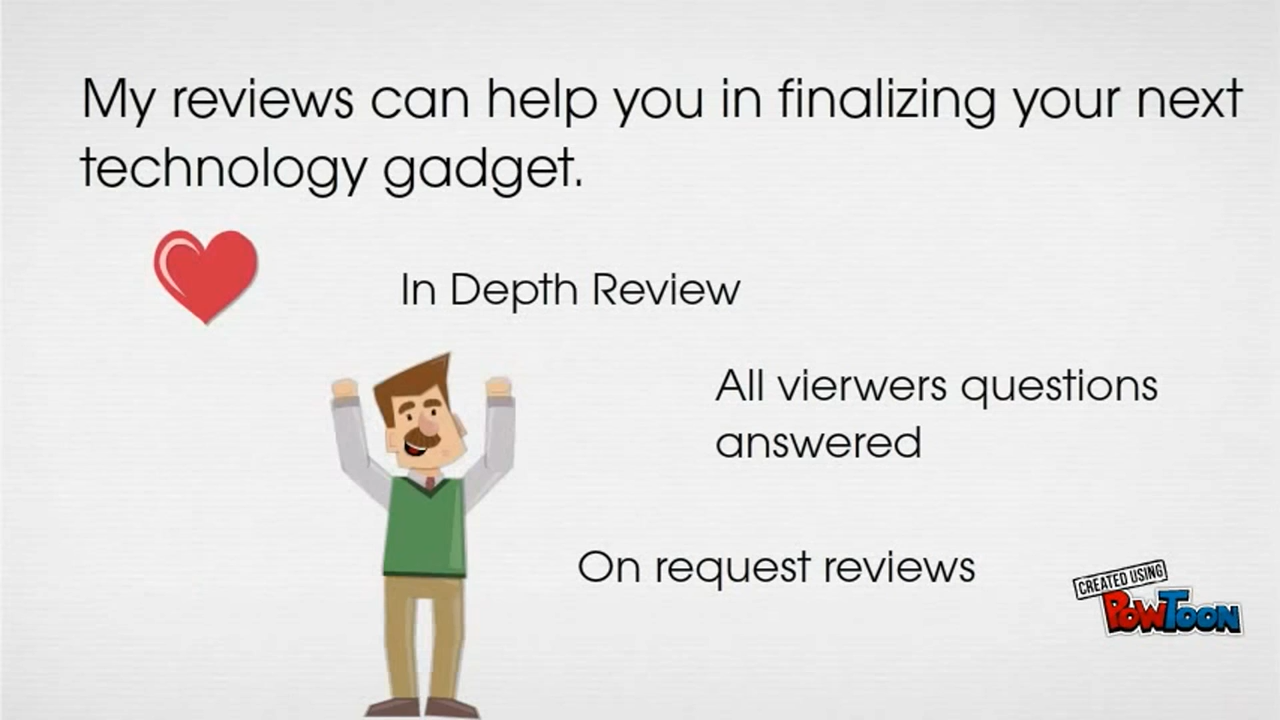 My reviews can help you in finalizing your next
technology gadget.
In Depth Review
All vierwers questions
answered
On request reviews
CREATED USING
POWTOON